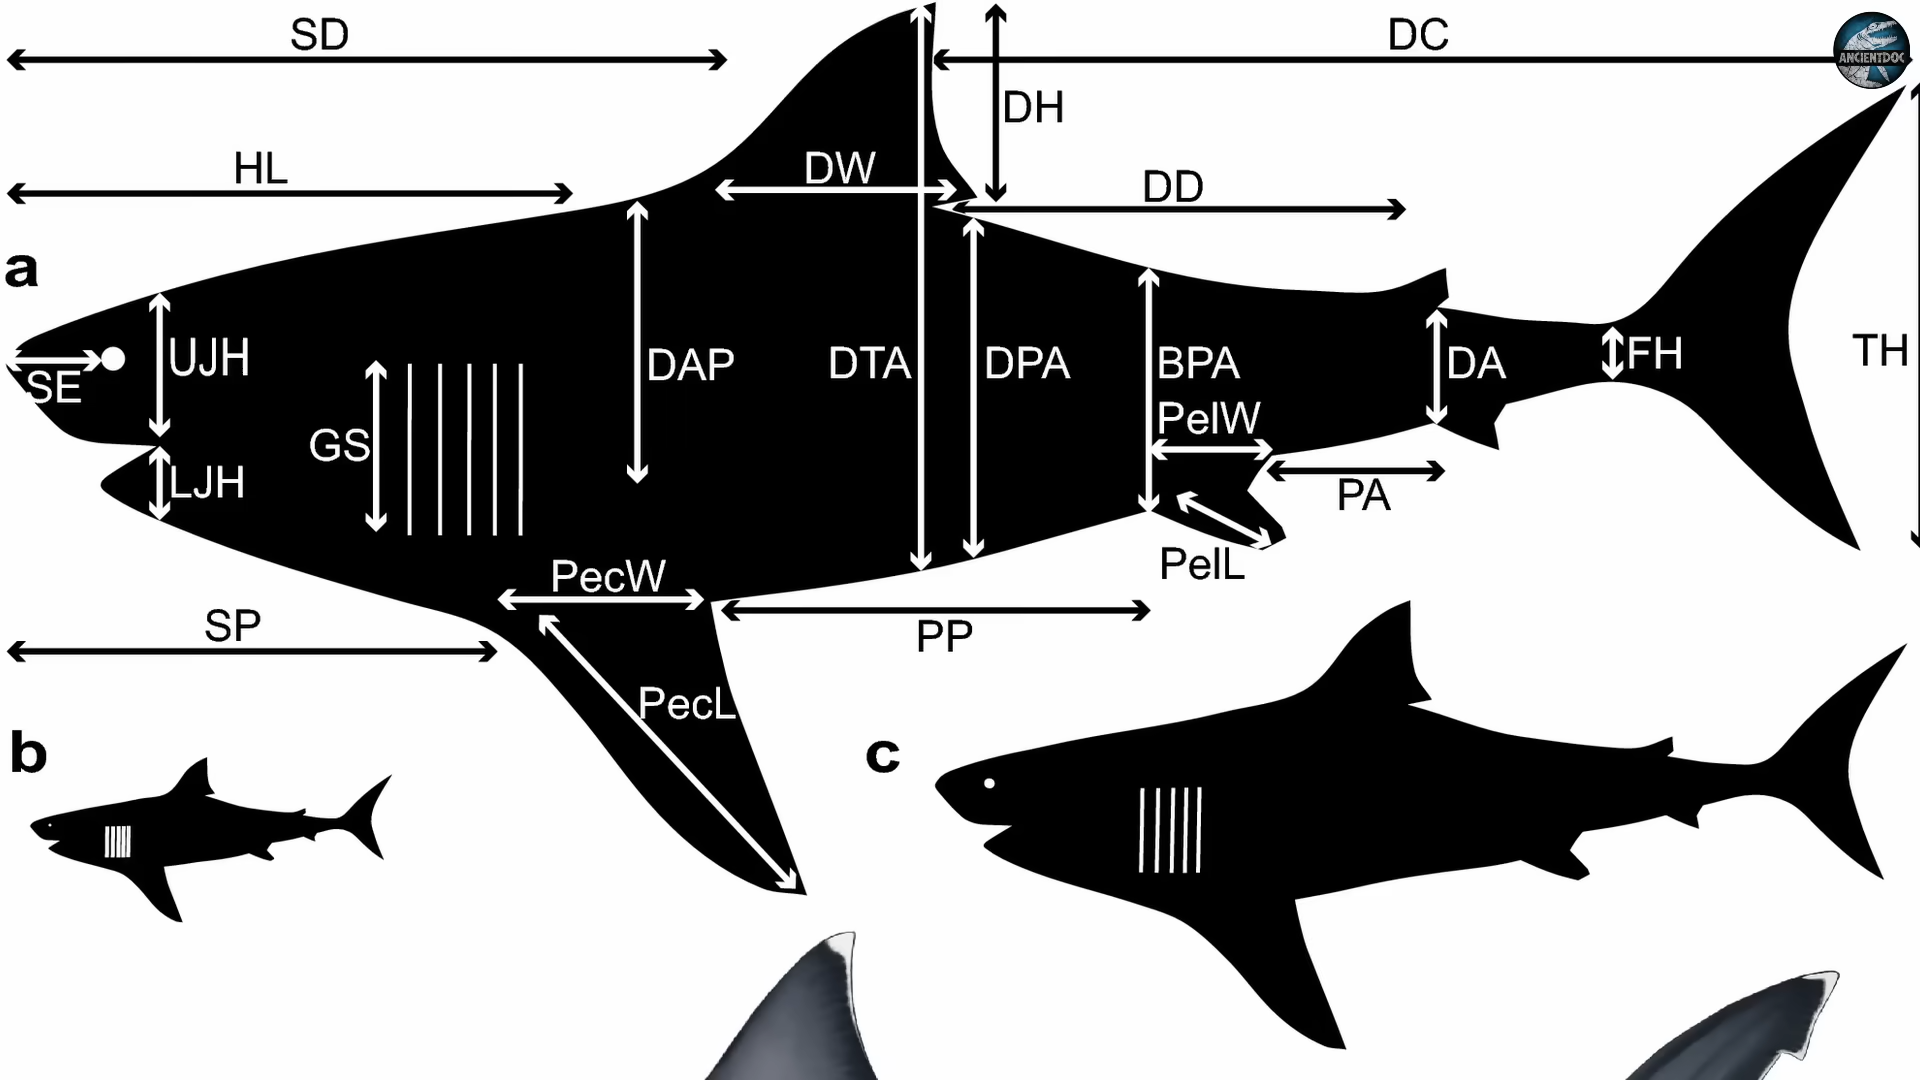 SD
DC
ANCIENTDOC
DH
HL
DW
DD
a
UJH
SE
DAP
DTA
DPA
BPA
DA
FH
TH
PelW
GS
LJH
PA
PelL
PecW
SP
PP
PecL
b
c